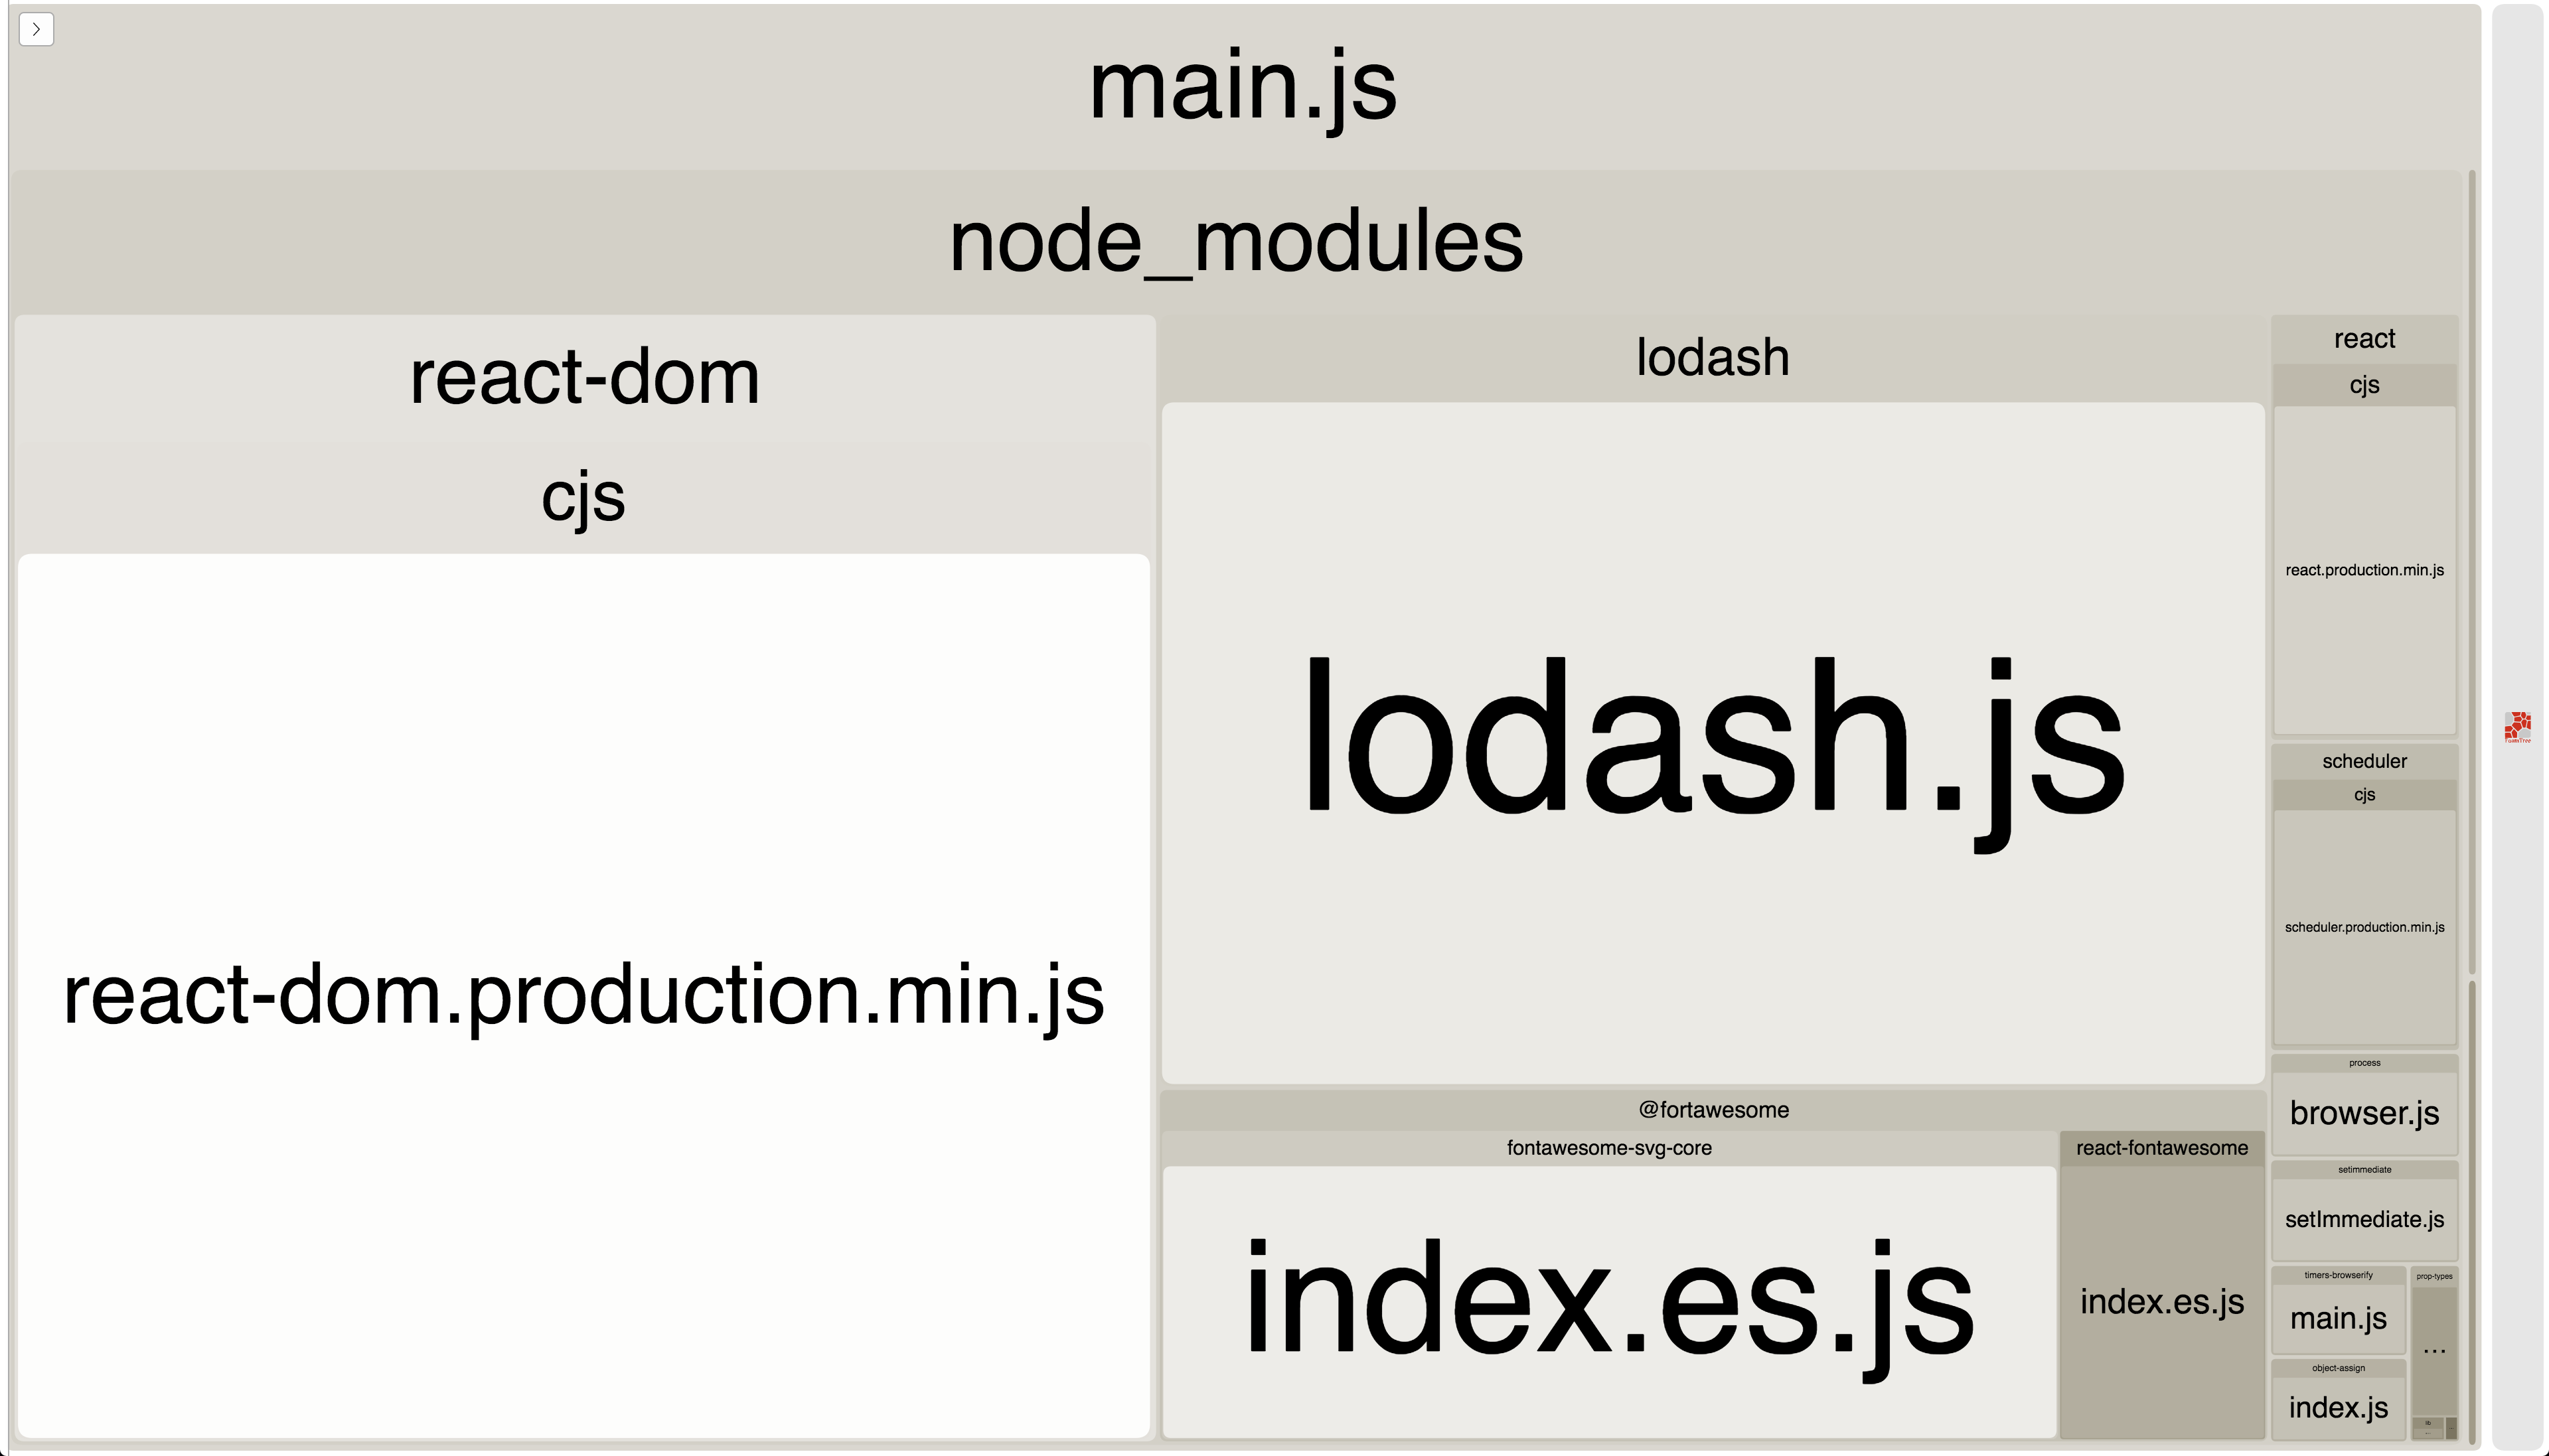 main.js
node_modules
react-dom
cjs
react-dom.production.min.js
lodash
lodash.js
@fortawesome
fontawesome-svg-core
index.es.js
react-fontawesome
index.es.js
react
cjs
react.production.min.js
scheduler
cjs
scheduler.production.min.js
process
browser.js
setimmediate
setImmediate.js
timers-browserify
main.js
prop-types
...
object-assign
index.js
lib